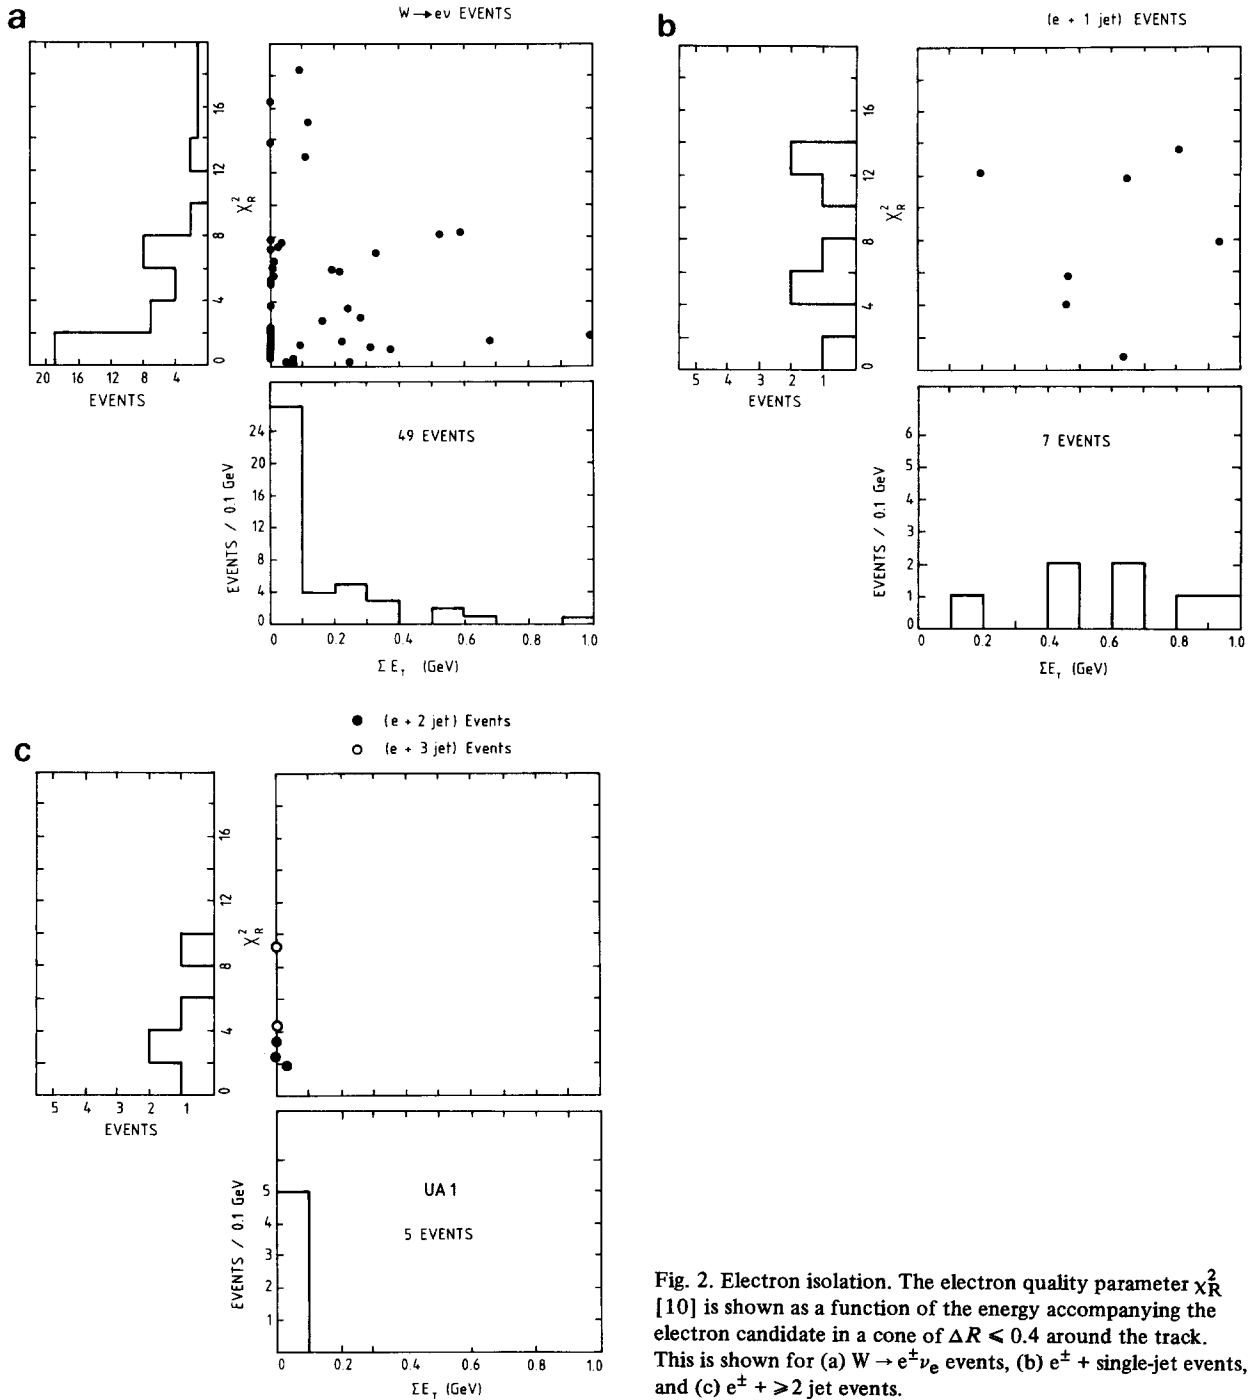 a
W→eν EVENTS
16
12
8
4
0
χ²R
20 16 12 8 4
EVENTS
49 EVENTS
24
20
16
12
8
4
0
EVENTS / 0.1 GeV
0 0.2 0.4 0.6 0.8 1.0
ΣE_T (GeV)
b
(e + 1 jet) EVENTS
16
12
8
4
0
χ²R
5 4 3 2 1
EVENTS
7 EVENTS
6
5
4
3
2
1
0
EVENTS / 0.1 GeV
0 0.2 0.4 0.6 0.8 1.0
ΣE_T (GeV)
c
● (e + 2 jet) Events
○ (e + 3 jet) Events
16
12
8
4
0
χ²R
5 4 3 2 1
EVENTS
UA1
5 EVENTS
5
4
3
2
1
EVENTS / 0.1 GeV
0 0.2 0.4 0.6 0.8 1.0
ΣE_T (GeV)
Fig. 2. Electron isolation. The electron quality parameter χ²R
[10] is shown as a function of the energy accompanying the
electron candidate in a cone of ΔR ⩽ 0.4 around the track.
This is shown for (a) W → e±νe events, (b) e± + single-jet events,
and (c) e± + ⩾2 jet events.